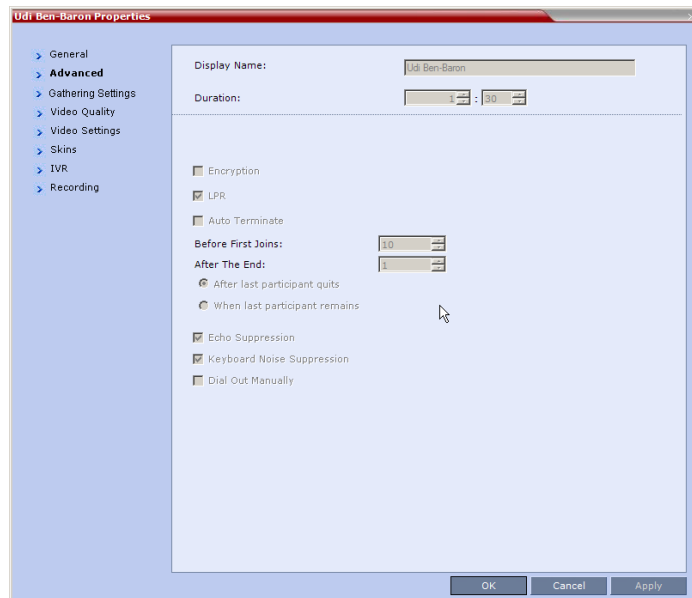 Udi Ben-Baron Properties
General
Advanced
Gathering Settings
Video Quality
Video Settings
Skins
IVR
Recording
Display Name: Udi Ben-Baron
Duration: 1 : 30
Encryption
LPR
Auto Terminate
Before First Joins: 10
After The End: 1
After last participant quits
When last participant remains
Echo Suppression
Keyboard Noise Suppression
Dial Out Manually
OK Cancel Apply